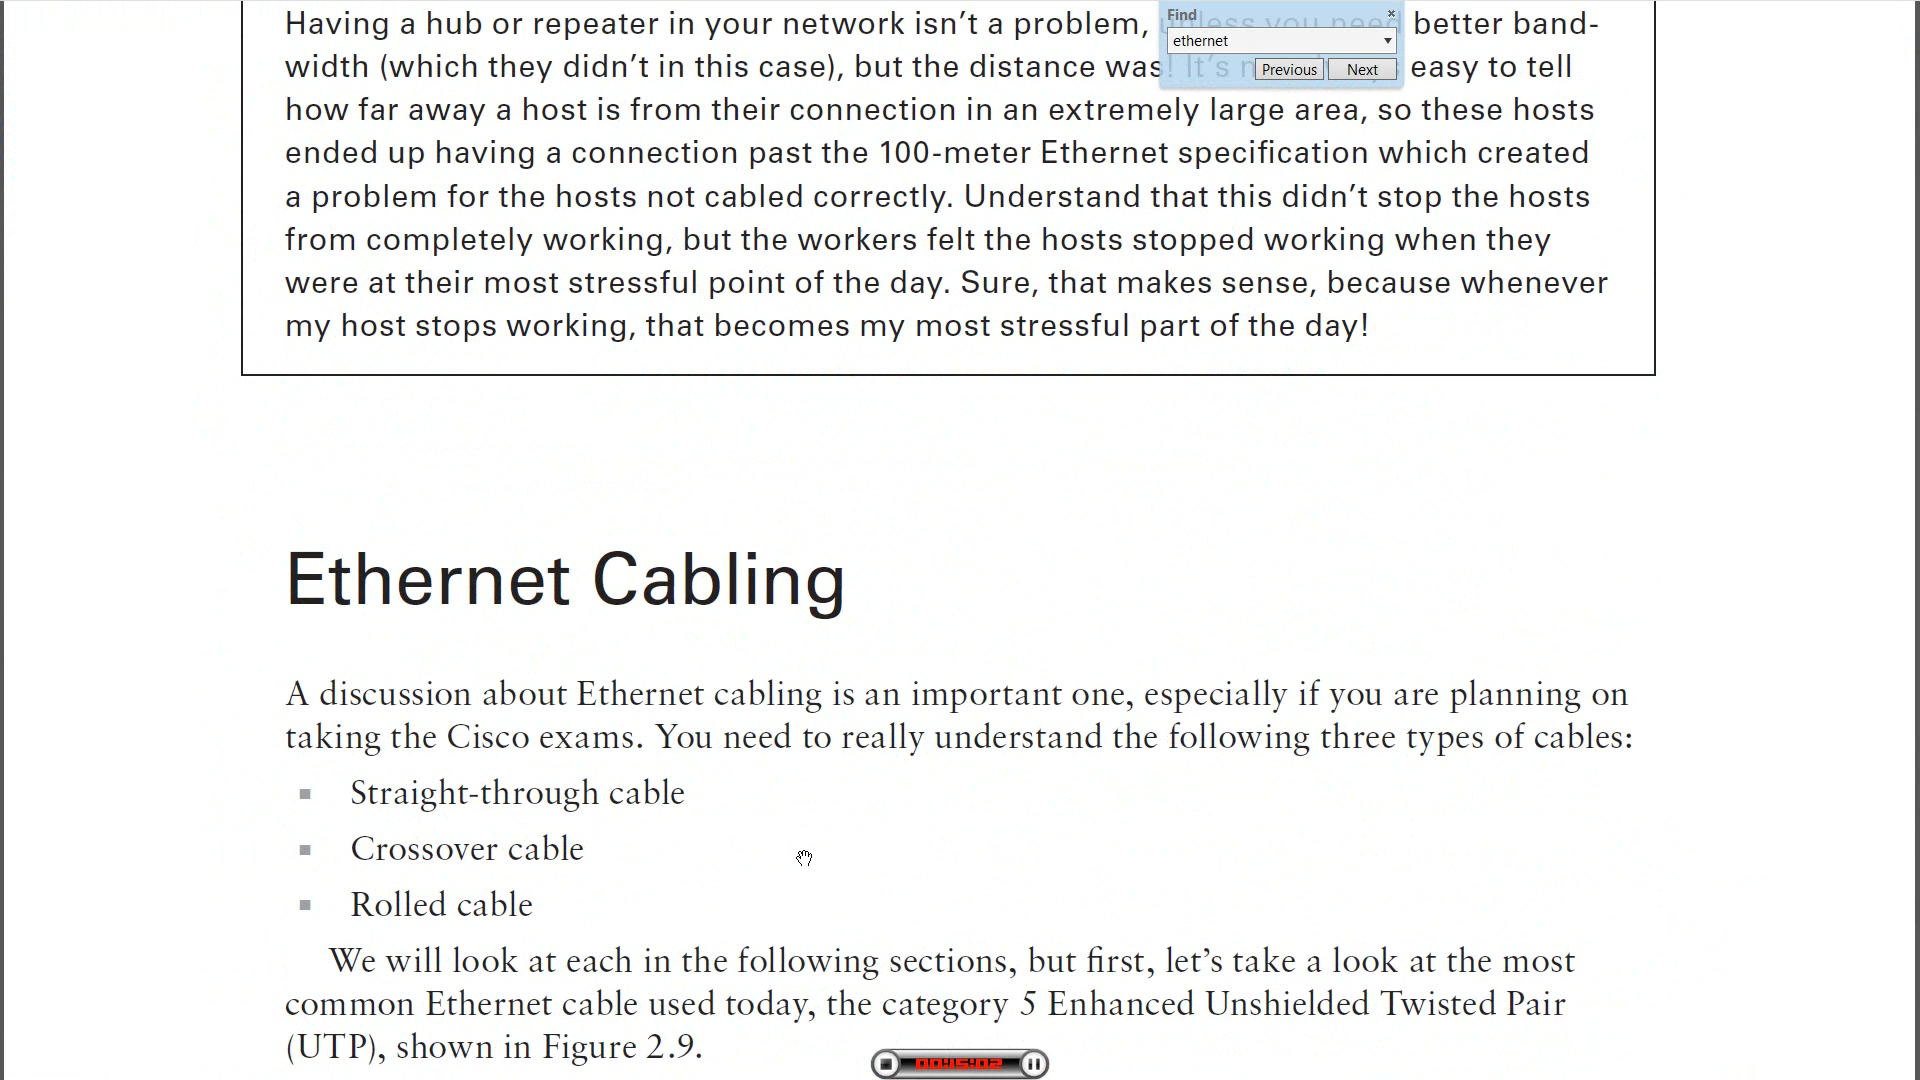 Having a hub or repeater in your network isn’t a problem, unless you need better band-
width (which they didn’t in this case), but the distance was! It’s easy to tell
how far away a host is from their connection in an extremely large area, so these hosts
ended up having a connection past the 100-meter Ethernet specification which created
a problem for the hosts not cabled correctly. Understand that this didn’t stop the hosts
from completely working, but the workers felt the hosts stopped working when they
were at their most stressful point of the day. Sure, that makes sense, because whenever
my host stops working, that becomes my most stressful part of the day!
Find
×
ethernet
Previous Next
Ethernet Cabling
A discussion about Ethernet cabling is an important one, especially if you are planning on
taking the Cisco exams. You need to really understand the following three types of cables:
■ Straight-through cable
■ Crossover cable
■ Rolled cable
We will look at each in the following sections, but first, let’s take a look at the most
common Ethernet cable used today, the category 5 Enhanced Unshielded Twisted Pair
(UTP), shown in Figure 2.9.
00:15:02